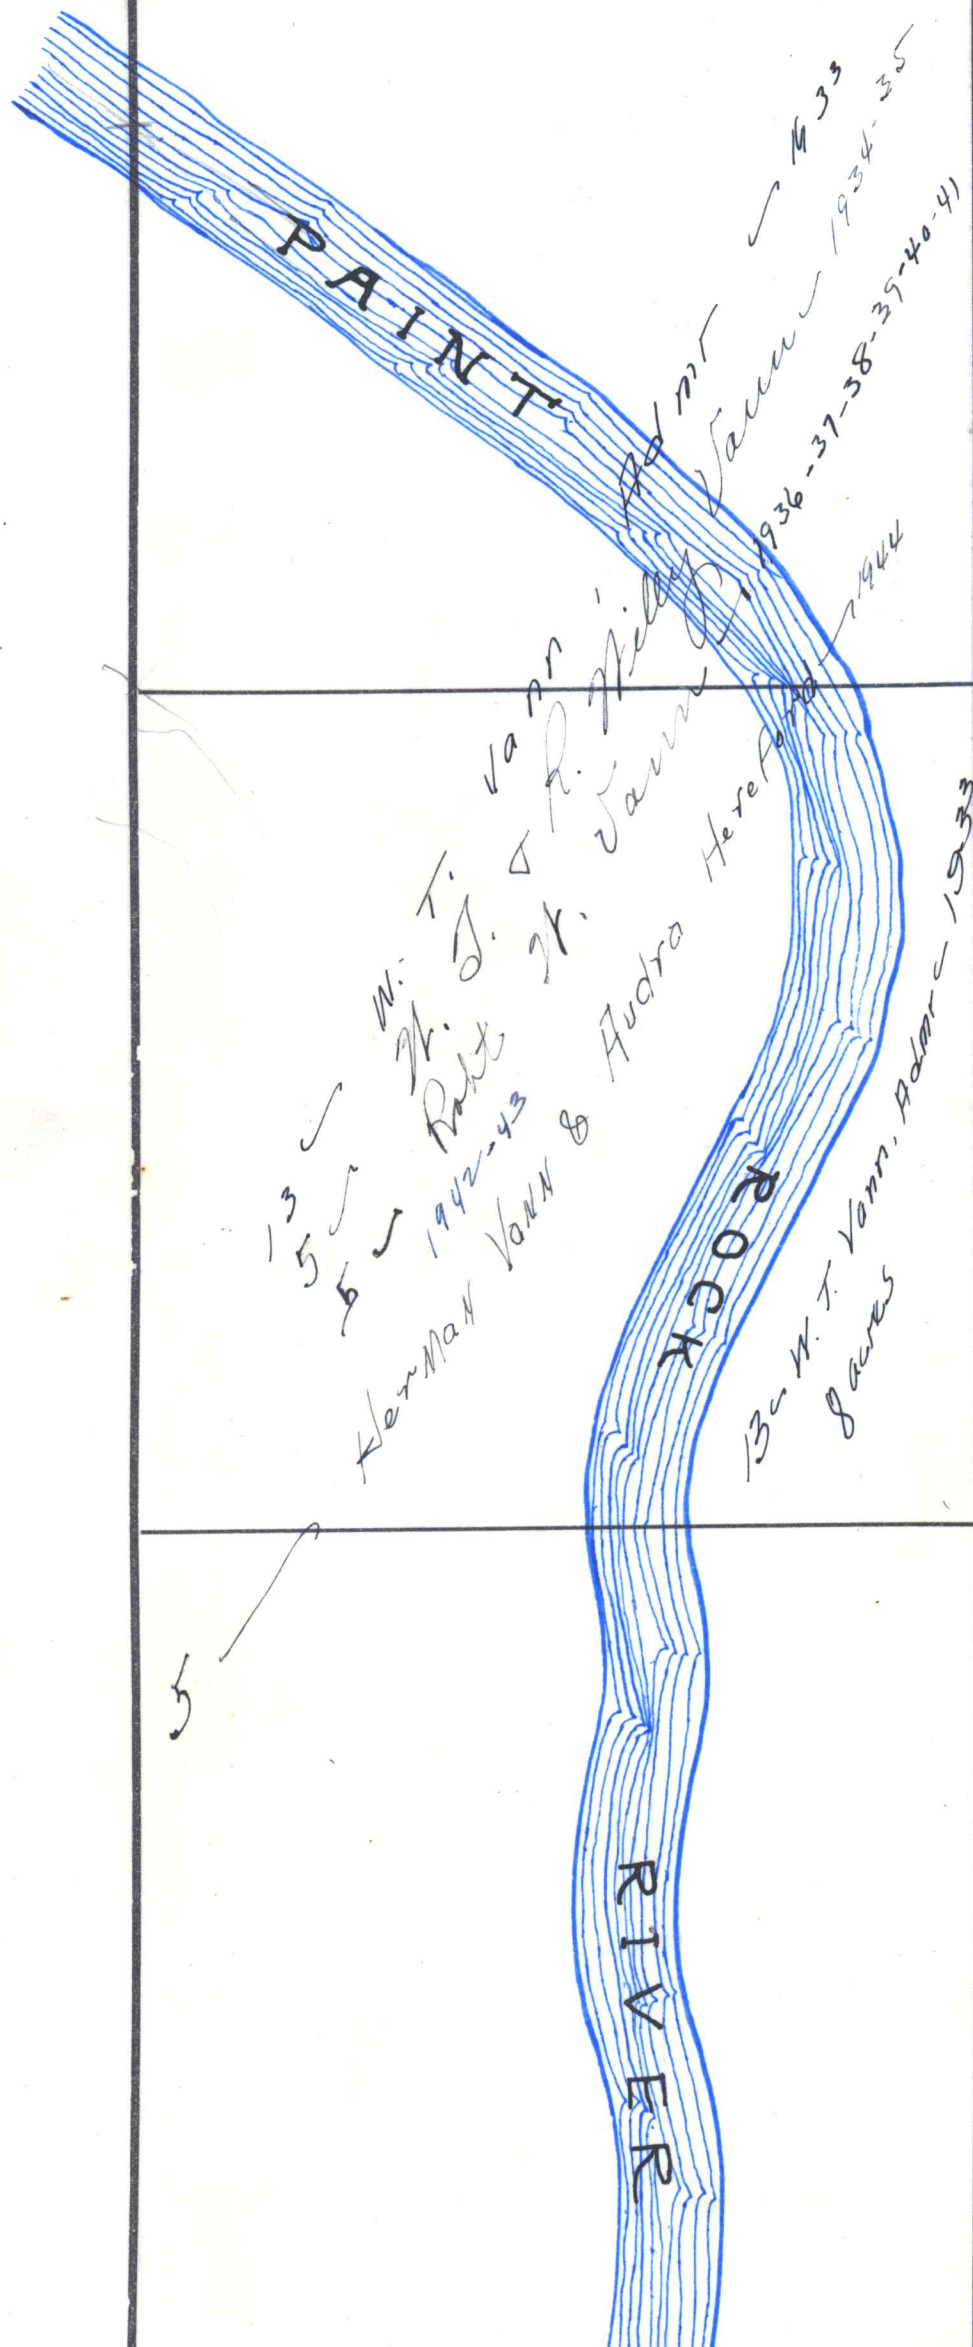 PAINT ROCK RIVER
13 W. T. Vann Admr 1933
5 W. T. & R. Willy Vann 1934-35
5 Robt W. Vann 1936-37-38-39-40-41
1942-43
Herman Vann & Audra Hereford 1944
13 W. T. Vann, Admr 1933
8 acres
5